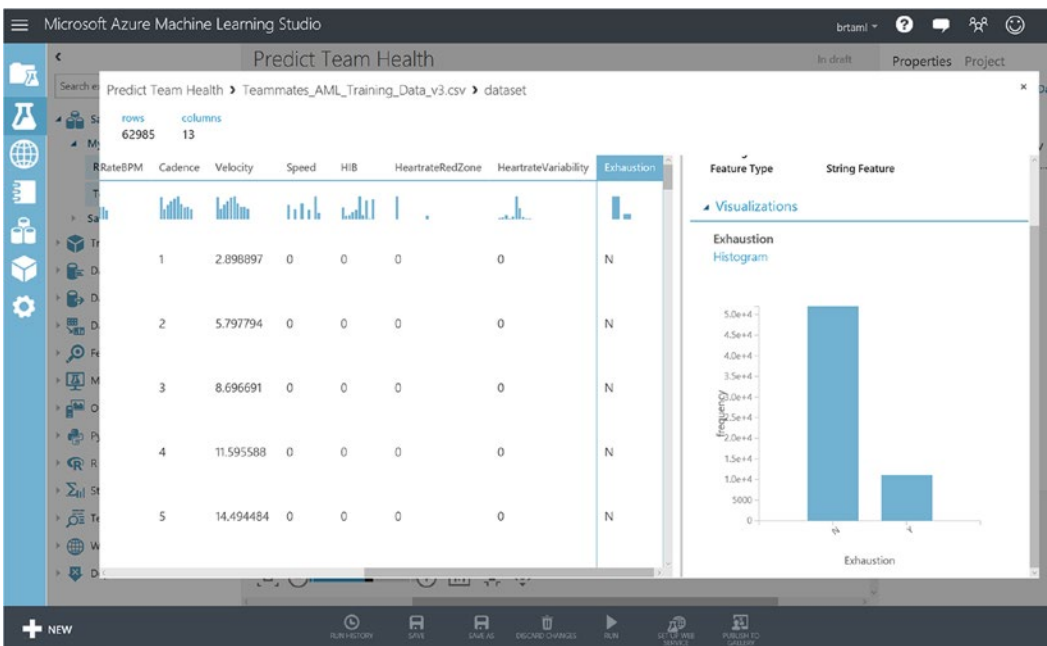 Microsoft Azure Machine Learning Studio
brtaml
?
Predict Team Health
In draft
Properties Project
Search
Predict Team Health > Teammates_AML_Training_Data_v3.csv > dataset
×
rows columns
62985 13
RateBPM Cadence Velocity Speed HIB HeartrateRedZone HeartrateVariability Exhaustion
1 2.898897 0 0 0 0 N
2 5.797794 0 0 0 0 N
3 8.696691 0 0 0 0 N
4 11.595588 0 0 0 0 N
5 14.494484 0 0 0 0 N
Feature Type String Feature
Visualizations
Exhaustion
Histogram
5.0e+4
4.5e+4
4.0e+4
3.5e+4
3.0e+4
2.5e+4
2.0e+4
1.5e+4
1.0e+4
5000
0
frequency
N Y
Exhaustion
NEW
RUN HISTORY
SAVE
SAVE AS
DISCARD CHANGES
RUN
SET UP WEB SERVICE
PUBLISH TO GALLERY